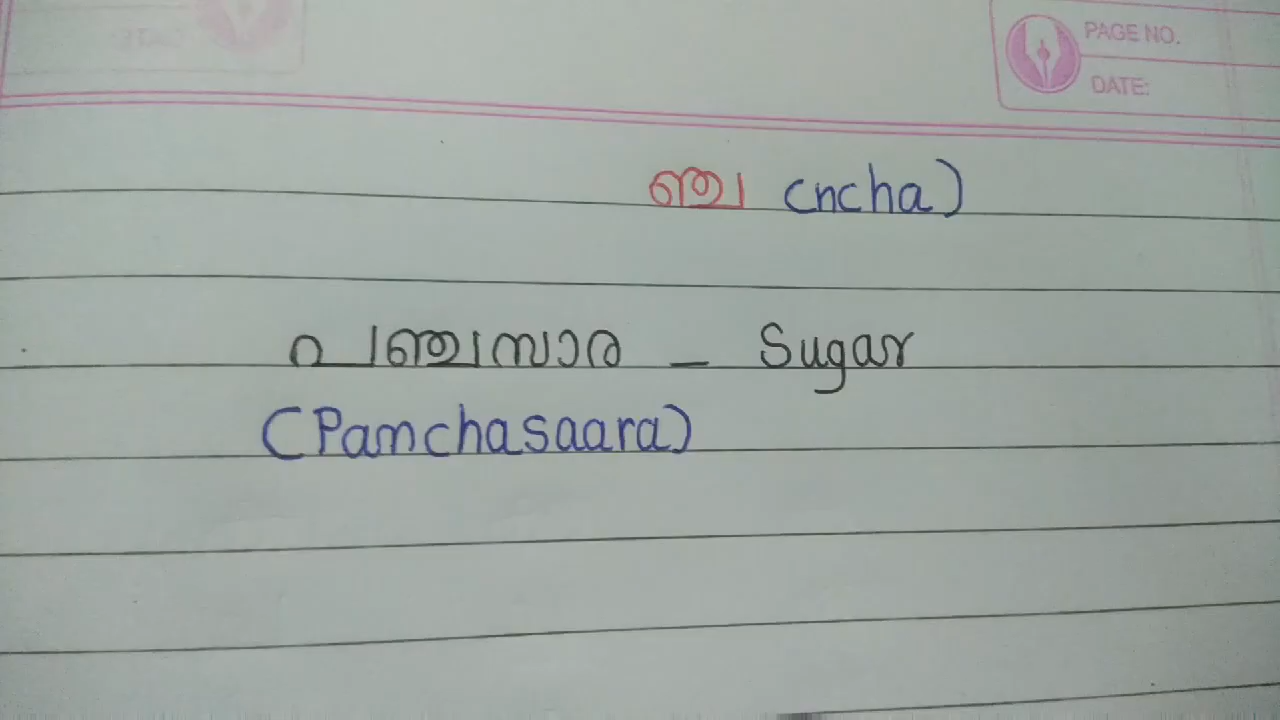 PAGE NO.
DATE:
ഞ്ച (ncha)
പഞ്ചസാര – Sugar
(Panchasaara)